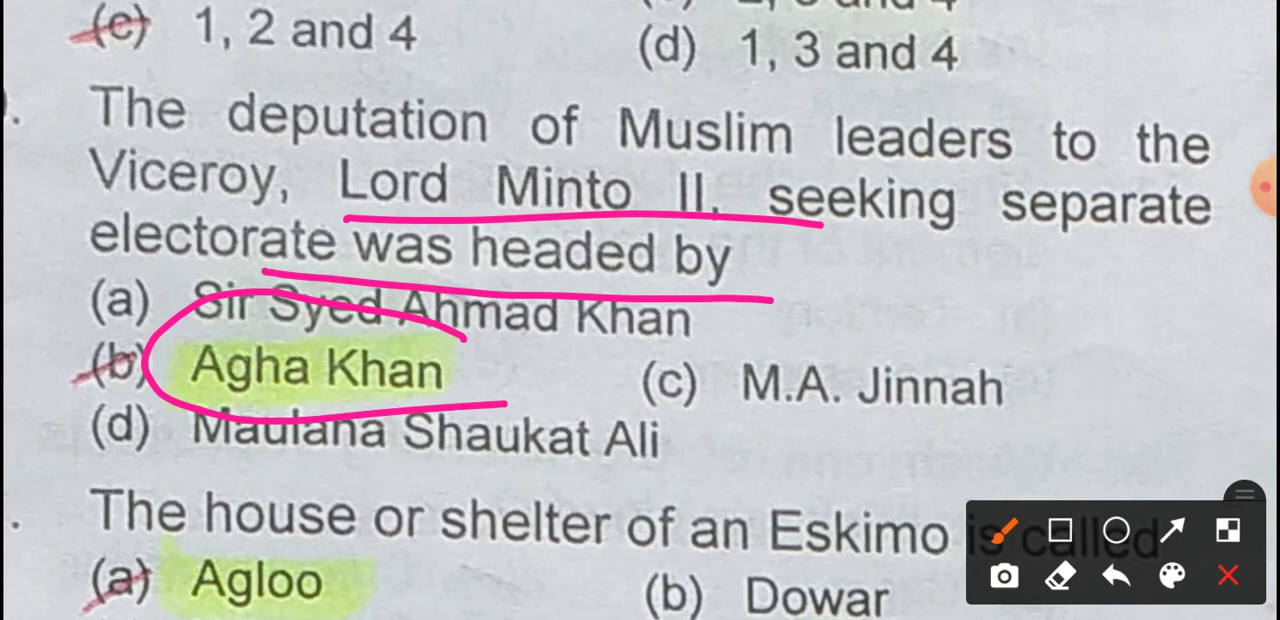 (c) 1, 2 and 4
(d) 1, 3 and 4
The deputation of Muslim leaders to the
Viceroy, Lord Minto II, seeking separate
electorate was headed by
(a) Sir Syed Ahmad Khan
(b) Agha Khan (c) M.A. Jinnah
(d) Maulana Shaukat Ali
The house or shelter of an Eskimo is called
(a) Agloo (b) Dowar